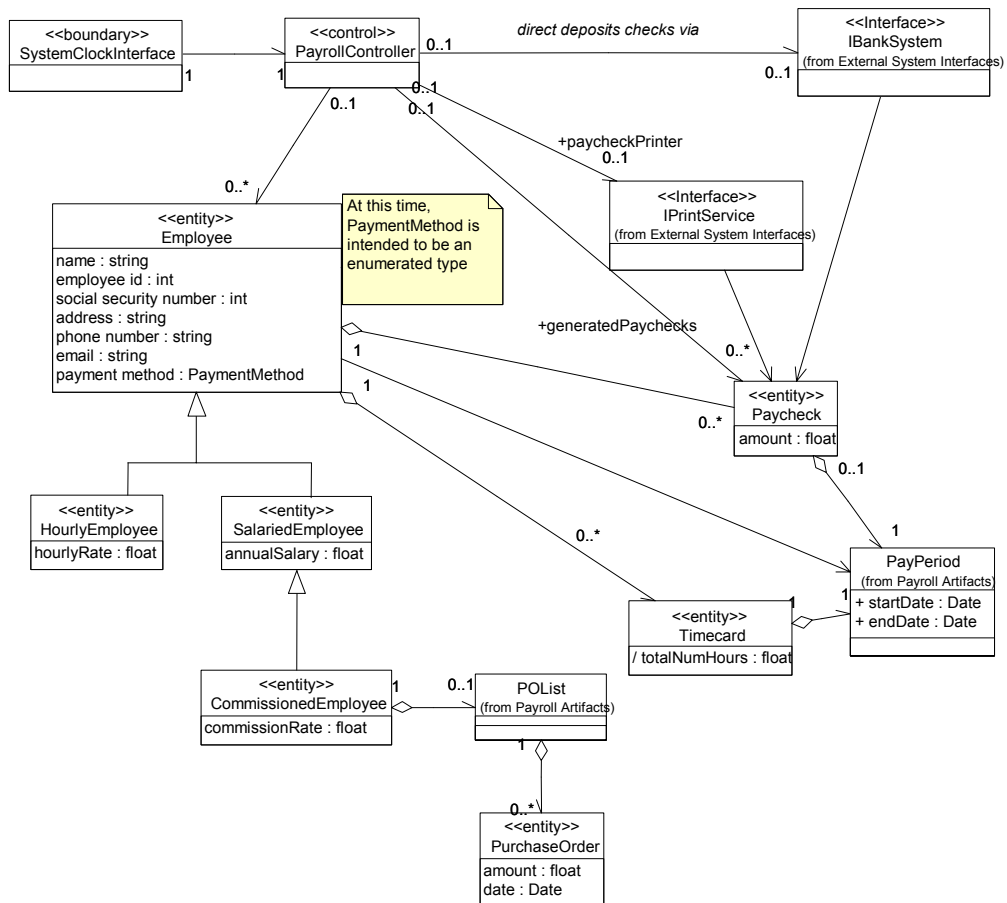 <<boundary>>
SystemClockInterface
1
<<control>>
PayrollController
1
0..1
direct deposits checks via
0..1
<<Interface>>
IBankSystem
(from External System Interfaces)
0..1
0..1
0..1
+paycheckPrinter
0..1
0..*
<<entity>>
Employee
name : string
employee id : int
social security number : int
address : string
phone number : string
email : string
payment method : PaymentMethod
At this time,
PaymentMethod is
intended to be an
enumerated type
<<Interface>>
IPrintService
(from External System Interfaces)
+generatedPaychecks
0..*
1
1
0..*
<<entity>>
Paycheck
amount : float
0..1
1
<<entity>>
HourlyEmployee
hourlyRate : float
<<entity>>
SalariedEmployee
annualSalary : float
0..*
PayPeriod
(from Payroll Artifacts)
+ startDate : Date
+ endDate : Date
<<entity>>
Timecard
/ totalNumHours : float
1
1
<<entity>>
CommissionedEmployee
commissionRate : float
1
0..1
POList
(from Payroll Artifacts)
1
0..*
<<entity>>
PurchaseOrder
amount : float
date : Date